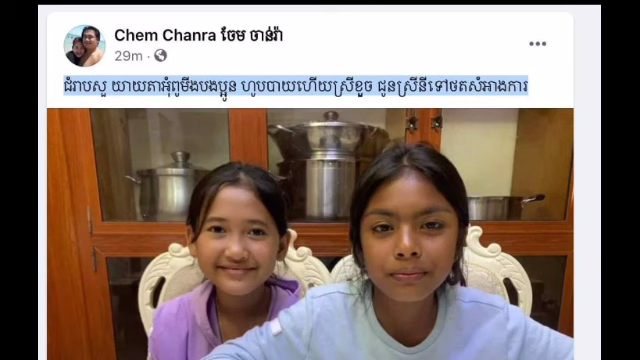 Chem Chanra ចែម ចាន់រ៉ា
29m ·
ជំរាបសួ យាយតាអុំពូមីងបងប្អូន ហូបបាយហើយស្រីខួច ជូនស្រីនីទៅថតសំអាងការ